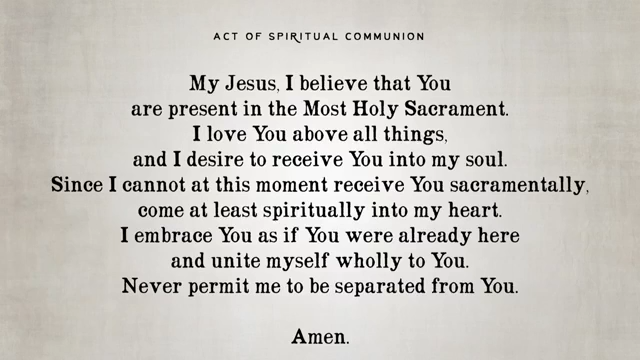 ACT OF SPIRITUAL COMMUNION
My Jesus, I believe that You
are present in the Most Holy Sacrament.
I love You above all things,
and I desire to receive You into my soul.
Since I cannot at this moment receive You sacramentally,
come at least spiritually into my heart.
I embrace You as if You were already here
and unite myself wholly to You.
Never permit me to be separated from You.
Amen.